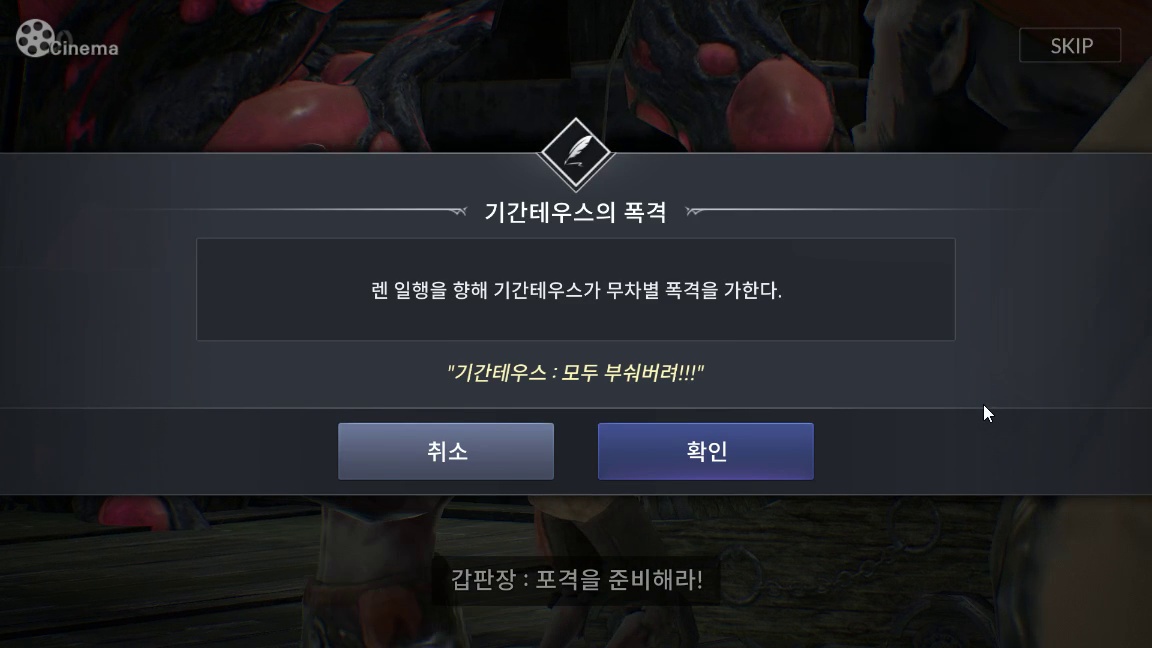 Cinema
SKIP
기간테우스의 폭격
렌 일행을 향해 기간테우스가 무차별 폭격을 가한다.
"기간테우스 : 모두 부숴버려!!!"
취소
확인
갑판장 : 포격을 준비해라!